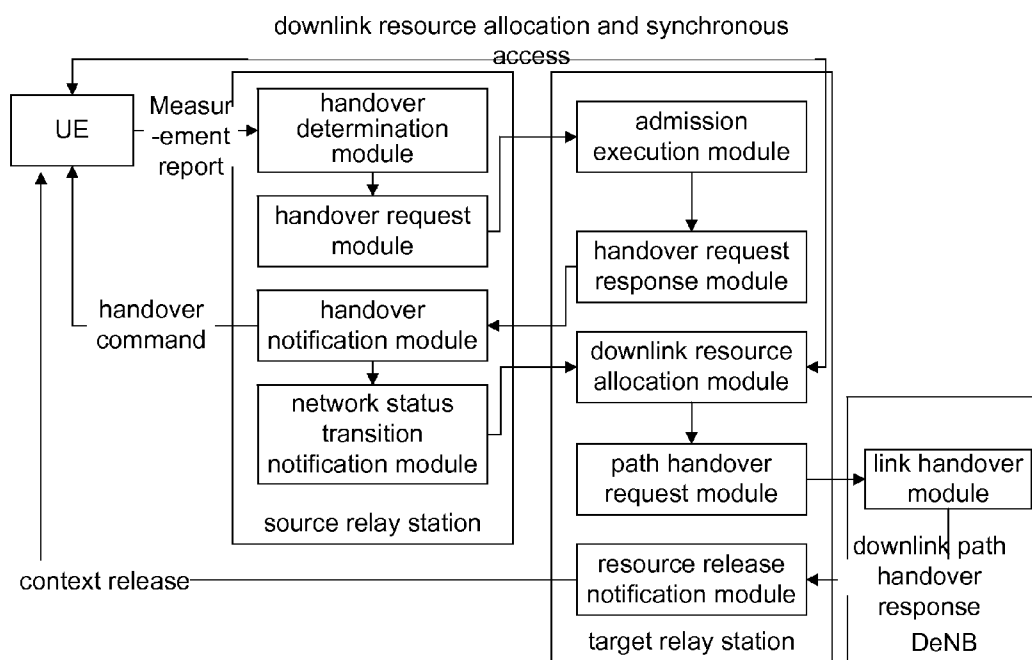 downlink resource allocation and synchronous
access
UE
Measur
-ement
report
handover
determination
module
handover request
module
handover
notification module
network status
transition
notification module
source relay station
handover
command
context release
admission
execution module
handover request
response module
downlink resource
allocation module
path handover
request module
resource release
notification module
target relay station
link handover
module
downlink path
handover
response
DeNB